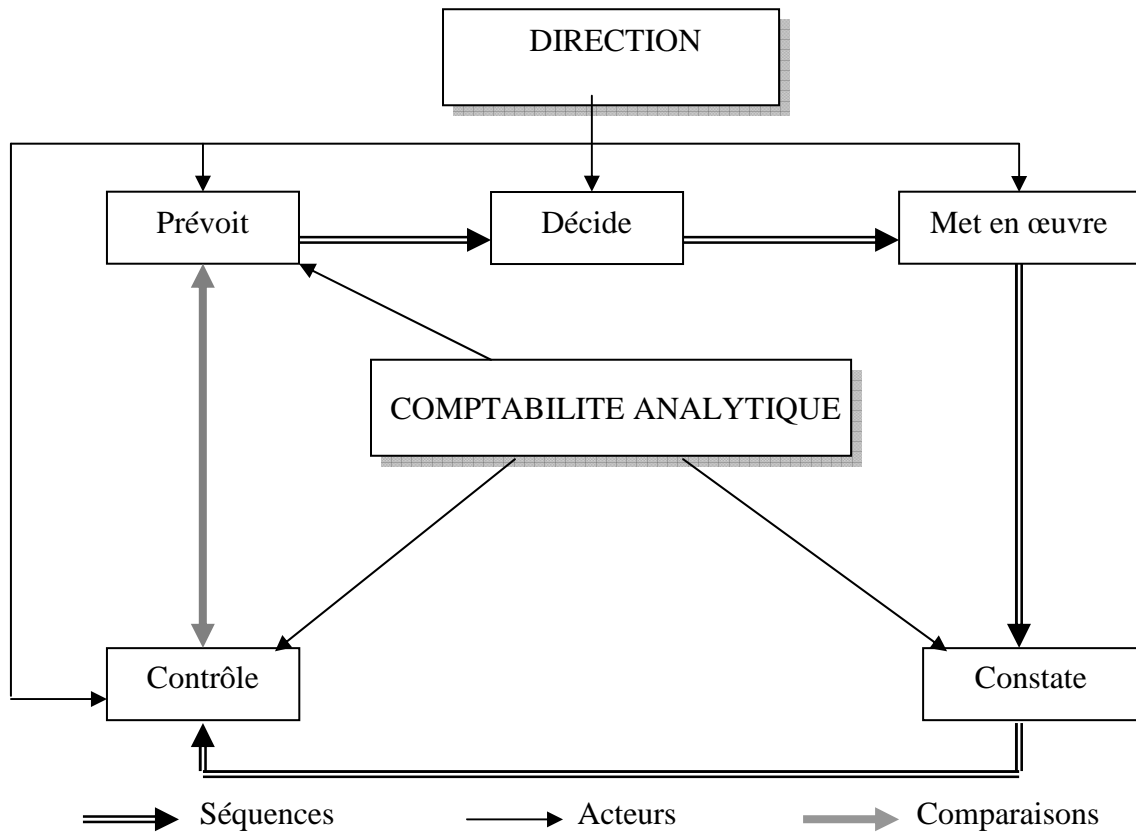 DIRECTION
Prévoit
Décide
Met en œuvre
COMPTABILITE ANALYTIQUE
Contrôle
Constate
Séquences
Acteurs
Comparaisons